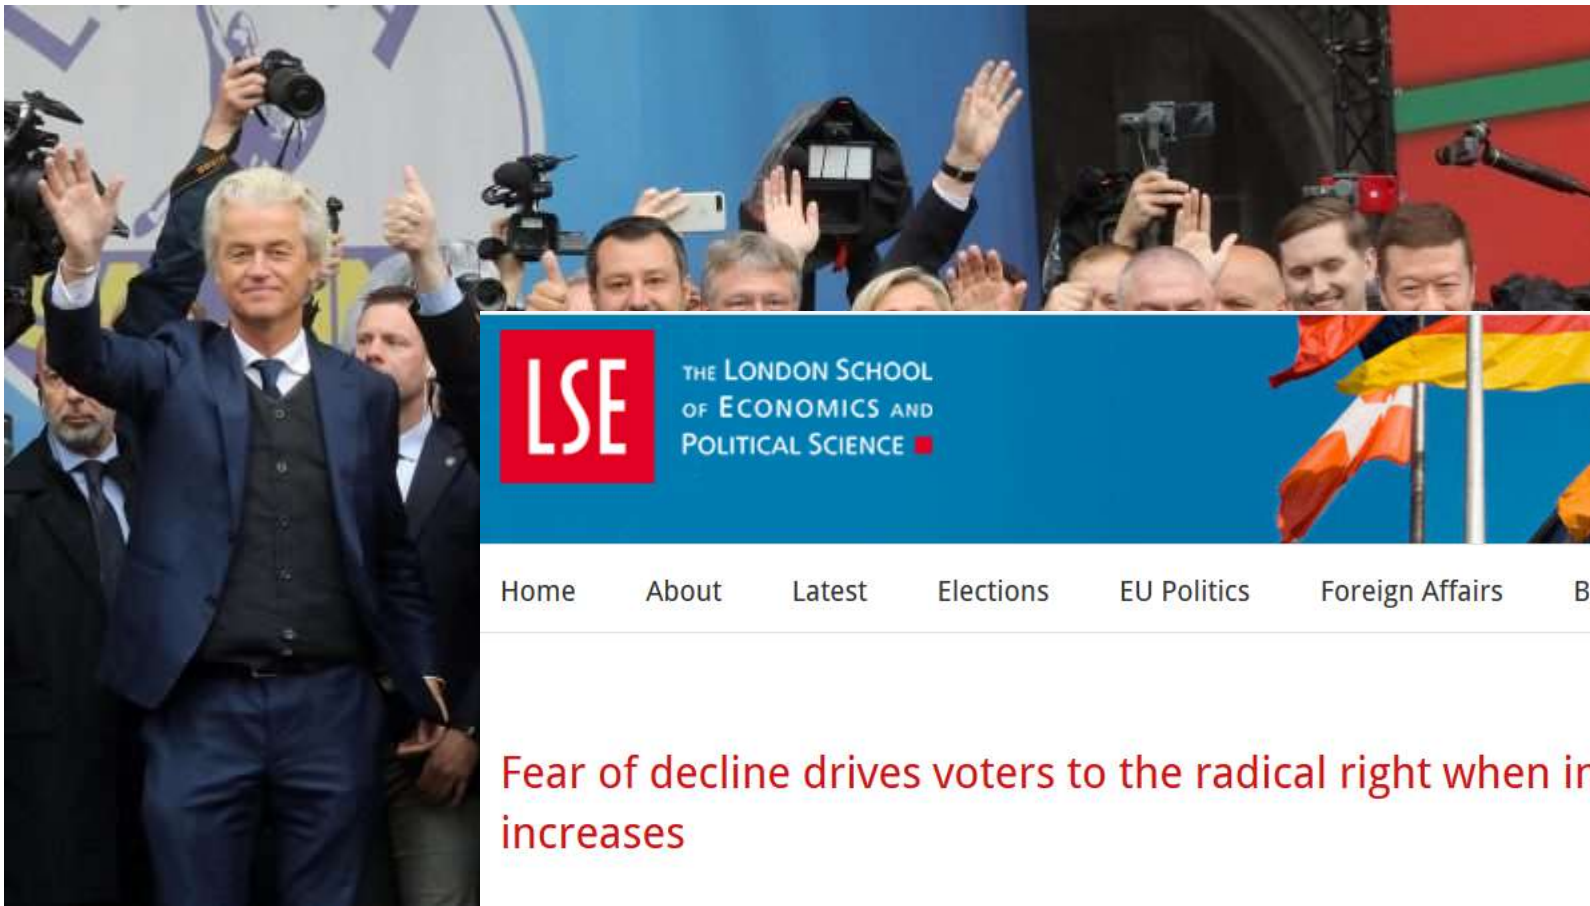 LSE
THE LONDON SCHOOL
OF ECONOMICS AND
POLITICAL SCIENCE
Home About Latest Elections EU Politics Foreign Affairs B
Fear of decline drives voters to the radical right when in
increases